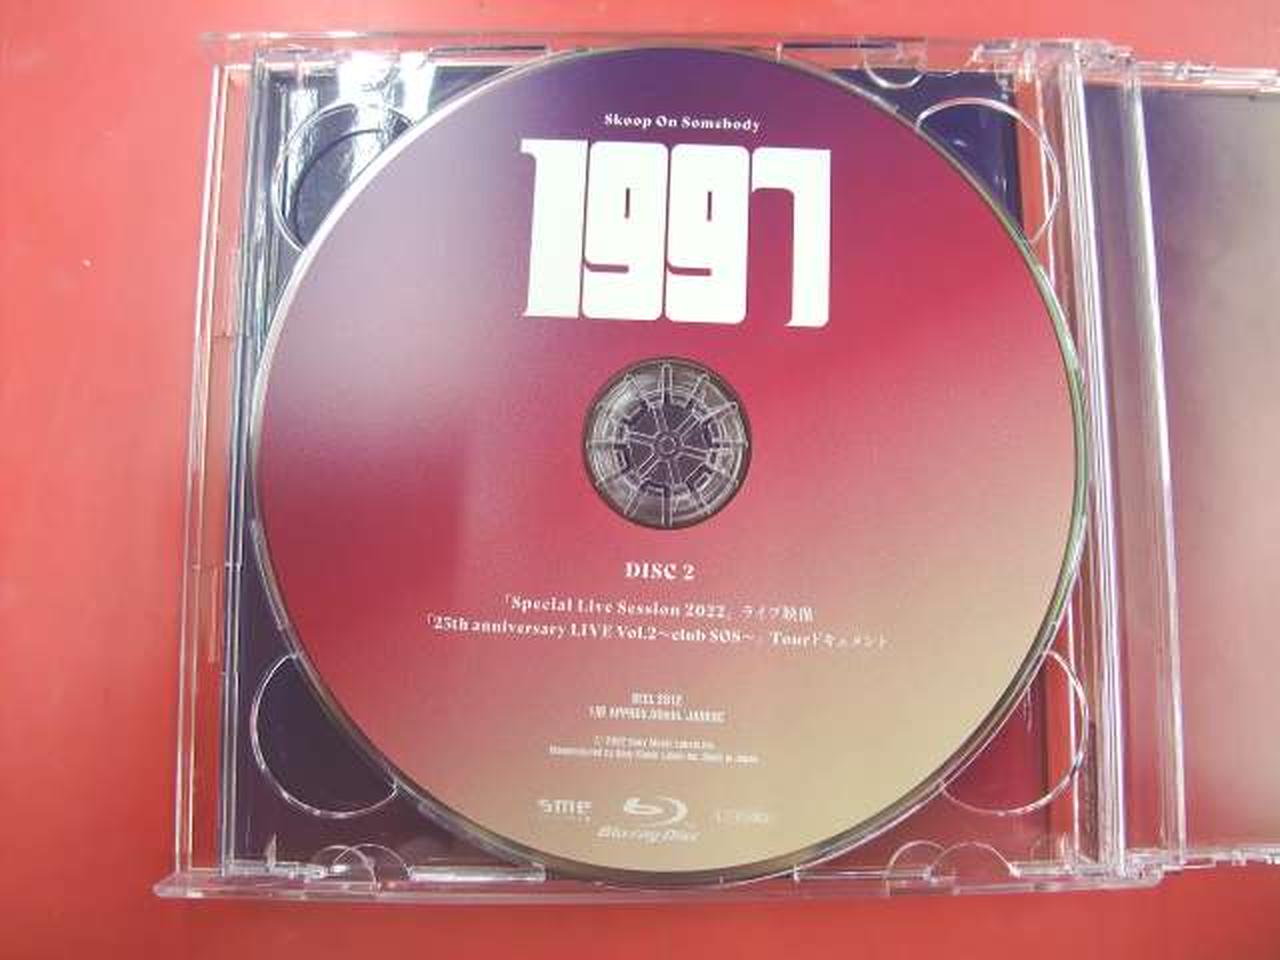 Skoop On Somebody
1997
DISC 2
「Special Live Session 2022」ライブ映像
「25th anniversary LIVE Vol.2〜club SOS〜」Tourドキュメント
sme
Blu-ray Disc